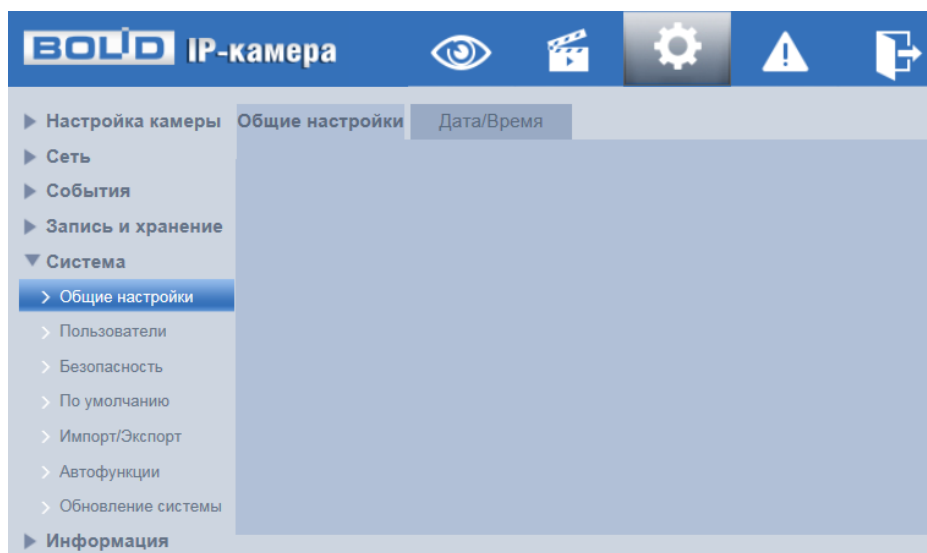 BOLID IP-камера
Настройка камеры
Сеть
События
Запись и хранение
Система
Общие настройки
Пользователи
Безопасность
По умолчанию
Импорт/Экспорт
Автофункции
Обновление системы
Информация
Общие настройки
Дата/Время